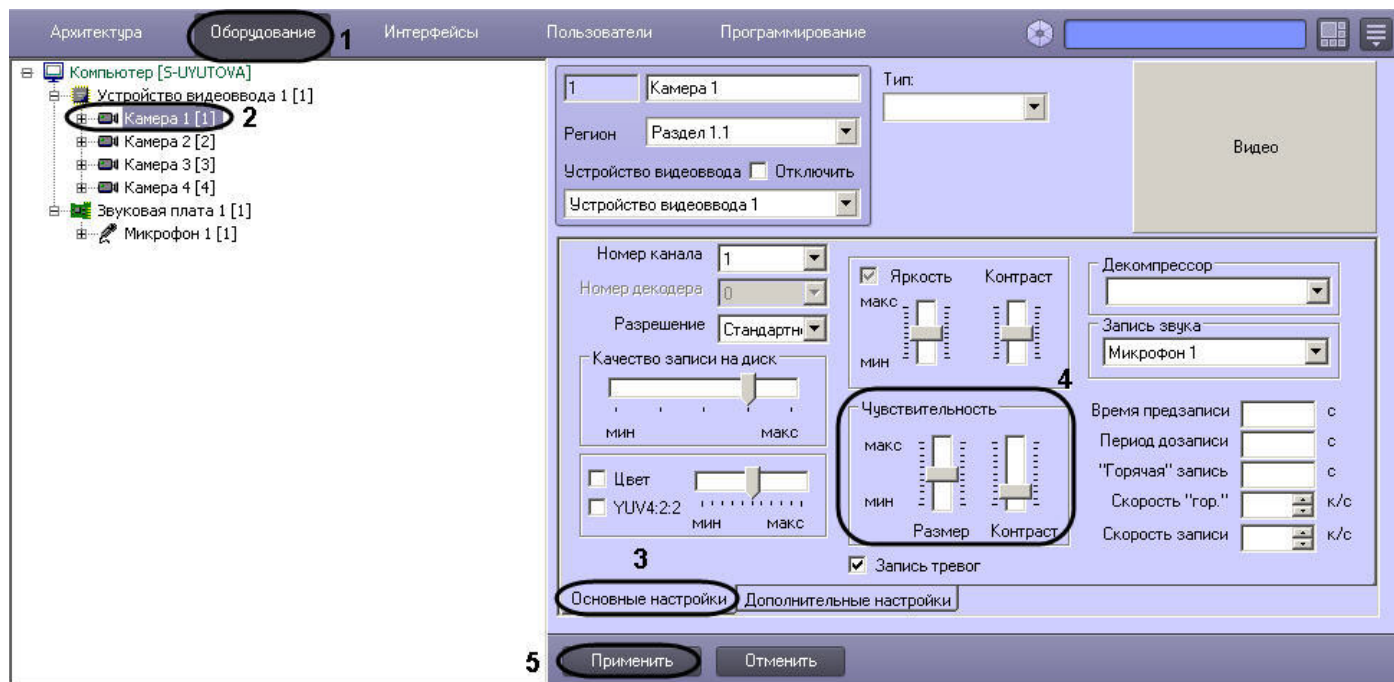 Архитектура Оборудование 1 Интерфейсы Пользователи Программирование
Компьютер [S-UYUTOVA]
Устройство видеоввода 1 [1]
Камера 1 [1] 2
Камера 2 [2]
Камера 3 [3]
Камера 4 [4]
Звуковая плата 1 [1]
Микрофон 1 [1]
1 Камера 1
Тип:
Регион Раздел 1.1
Устройство видеоввода Отключить
Устройство видеоввода 1
Видео
Номер канала 1
Номер декодера 0
Разрешение Стандартн
Качество записи на диск
мин макс
Цвет
YUV4:2:2
мин макс
3
Яркость Контраст
макс
мин
4
Чувствительность
макс
мин
Размер Контраст
Запись тревог
Декомпрессор
Запись звука
Микрофон 1
Время предзаписи с
Период дозаписи с
"Горячая" запись с
Скорость "гор." к/с
Скорость записи к/с
Основные настройки Дополнительные настройки
5 Применить Отменить